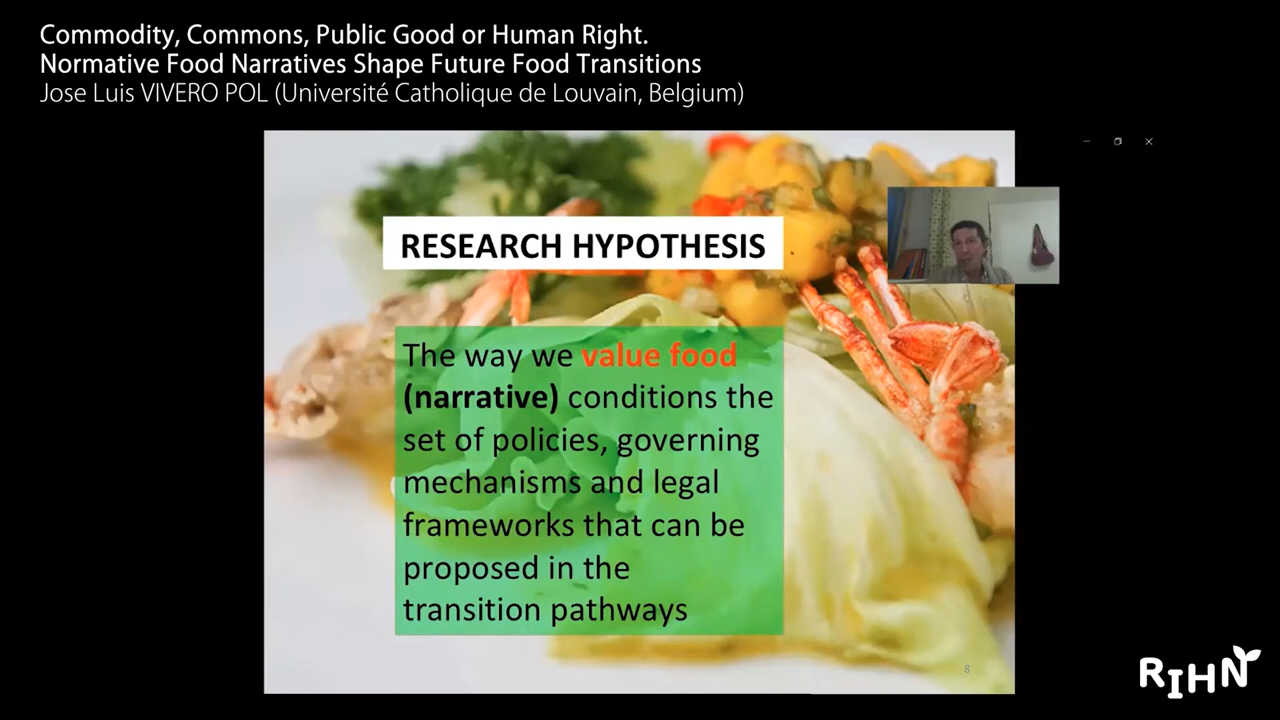 Commodity, Commons, Public Good or Human Right.
Normative Food Narratives Shape Future Food Transitions
Jose Luis VIVERO POL (Université Catholique de Louvain, Belgium)
RESEARCH HYPOTHESIS
The way we value food
(narrative) conditions the
set of policies, governing
mechanisms and legal
frameworks that can be
proposed in the
transition pathways
8
RIHN